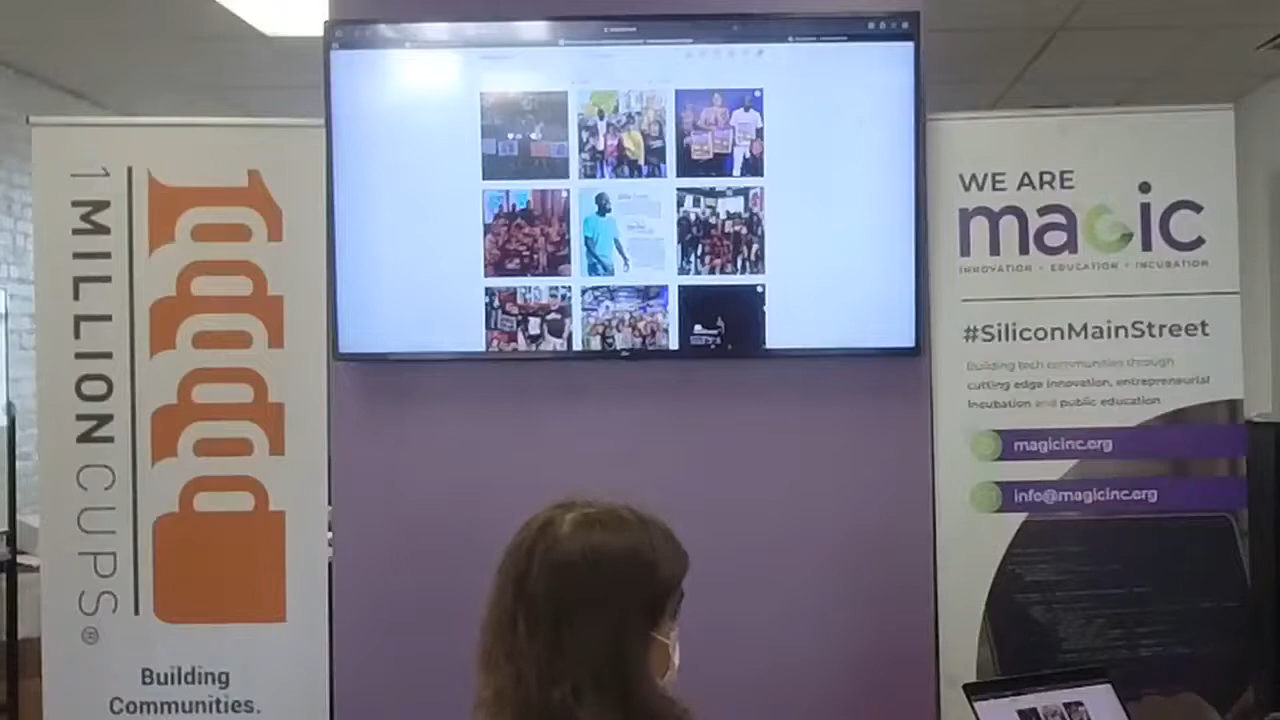 1 MILLION CUPS®
Building
Communities.
WE ARE
magic
INNOVATION • EDUCATION • INCUBATION
#SiliconMainStreet
Building tech communities through
cutting edge innovation, entrepreneurial
incubation and public education
magicinc.org
info@magicinc.org